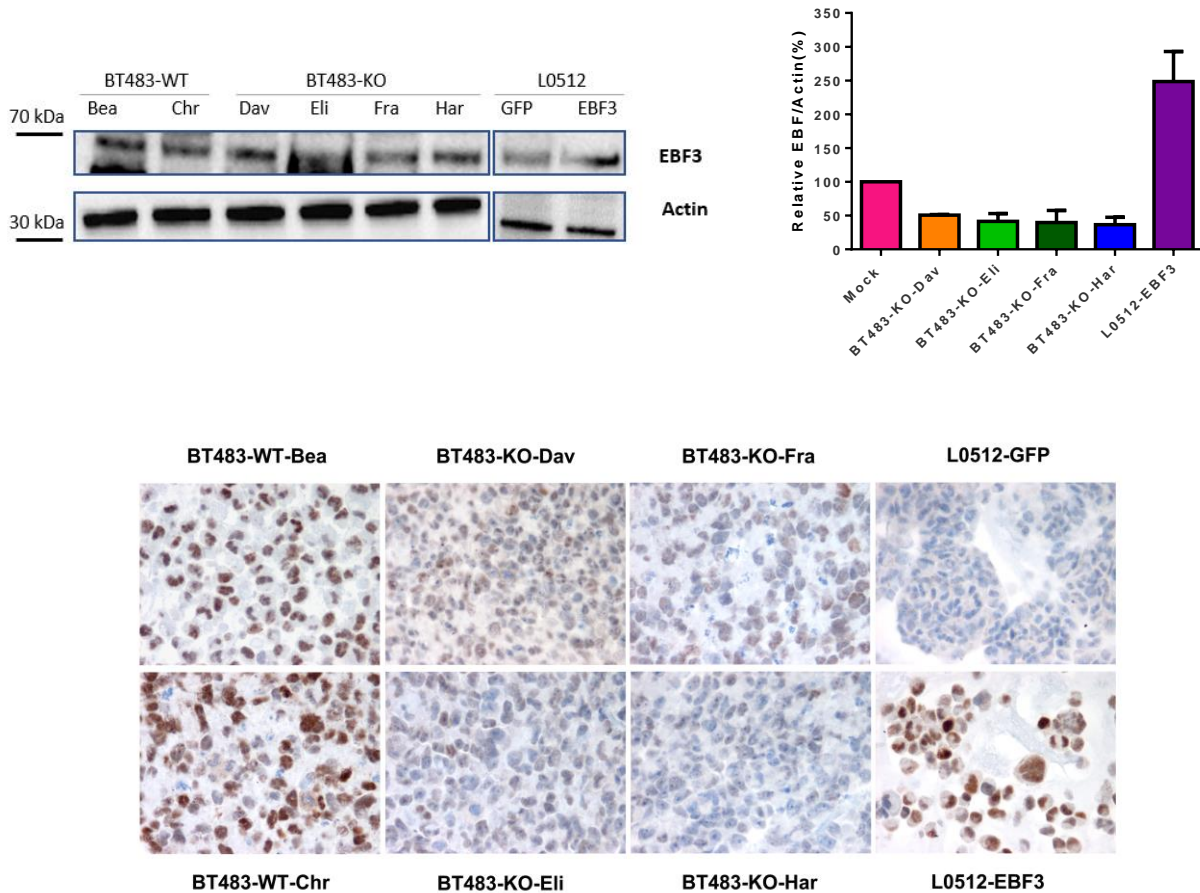 BT483-WT BT483-KO L0512
Bea Chr Dav Eli Fra Har GFP EBF3
70 kDa
EBF3
Actin
30 kDa
Relative EBF/Actin(%)
350
300
250
200
150
100
50
0
Mock
BT483-KO-Dav
BT483-KO-Eli
BT483-KO-Fra
BT483-KO-Har
L0512-EBF3
BT483-WT-Bea BT483-KO-Dav BT483-KO-Fra L0512-GFP
BT483-WT-Chr BT483-KO-Eli BT483-KO-Har L0512-EBF3